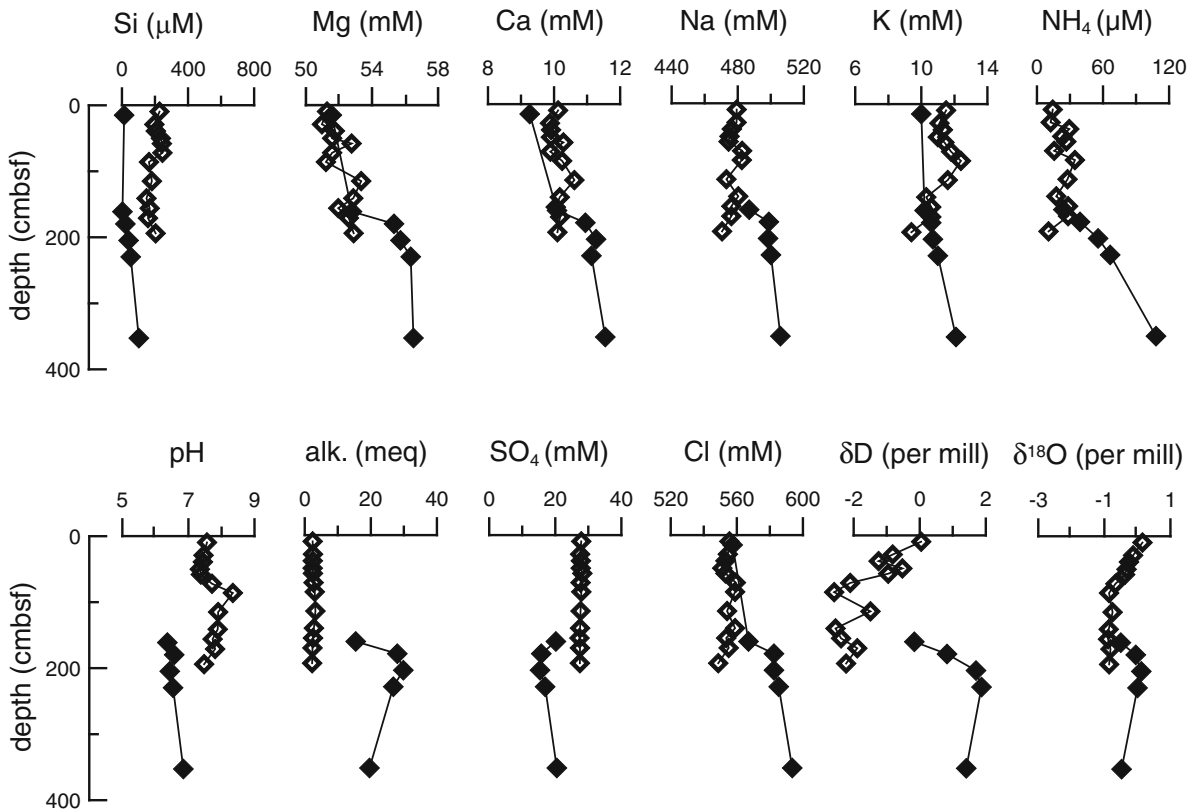 Si (μM) Mg (mM) Ca (mM) Na (mM) K (mM) NH₄ (μM)
0 400 800 50 54 58 8 10 12 440 480 520 6 10 14 0 60 120
0
200
400
depth (cmbsf)
pH alk. (meq) SO₄ (mM) Cl (mM) δD (per mill) δ¹⁸O (per mill)
5 7 9 0 20 40 0 20 40 520 560 600 -2 0 2 -3 -1 1
0
200
400
depth (cmbsf)